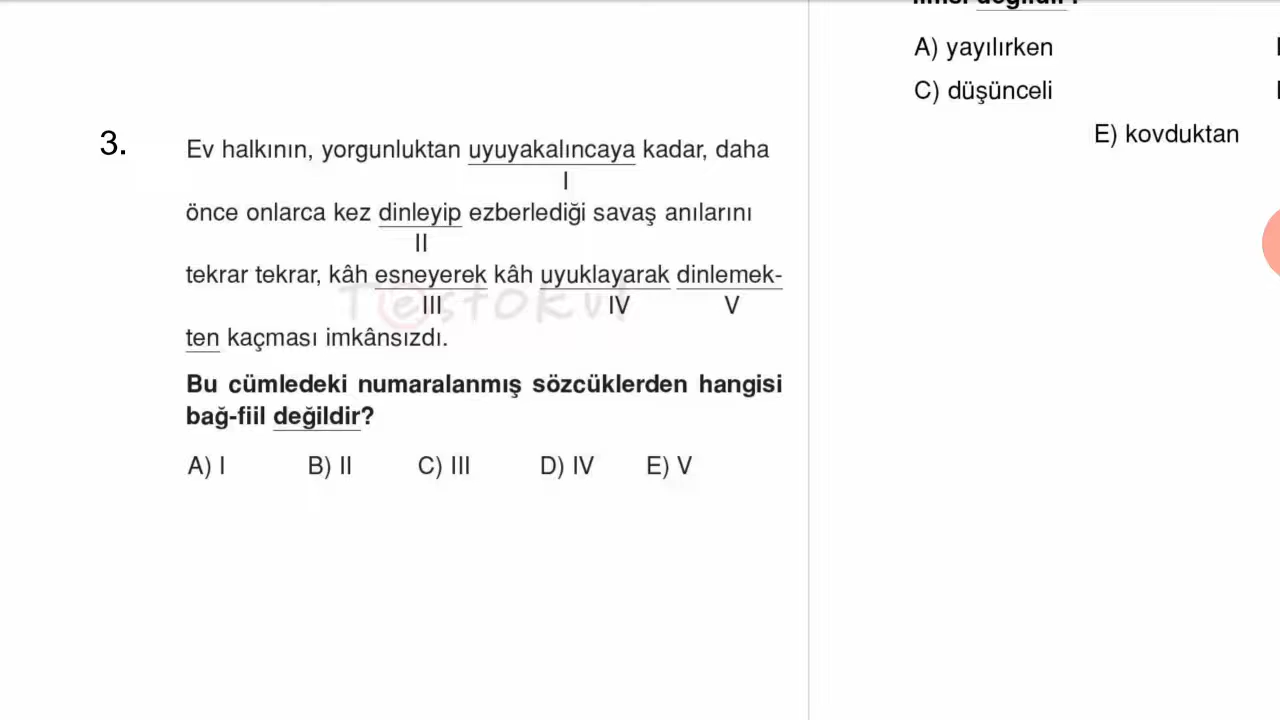 3.
Ev halkının, yorgunluktan uyuyakalıncaya kadar, daha
I
önce onlarca kez dinleyip ezberlediği savaş anılarını
II
tekrar tekrar, kâh esneyerek kâh uyuklayarak dinlemek-
III IV V
ten kaçması imkânsızdı.
Bu cümledeki numaralanmış sözcüklerden hangisi
bağ-fiil değildir?
A) I B) II C) III D) IV E) V
TestOkul
değildir?
A) yayılırken
C) düşünceli
E) kovduktan